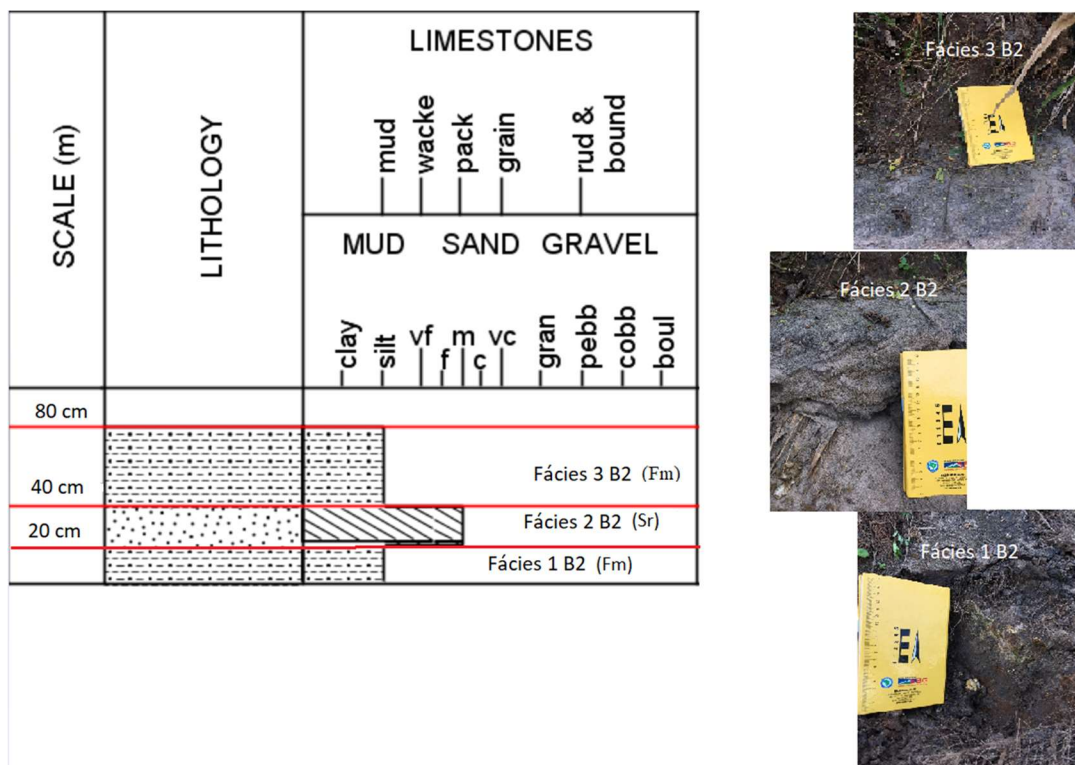 SCALE (m)
LITHOLOGY
LIMESTONES
mud
wacke
pack
grain
rud &
bound
MUD SAND GRAVEL
clay
silt
vf
f
m
c
vc
gran
pebb
cobb
boul
80 cm
40 cm
20 cm
Fácies 3 B2 (Fm)
Fácies 2 B2 (Sr)
Fácies 1 B2 (Fm)
Fácies 3 B2
Fácies 2 B2
Fácies 1 B2